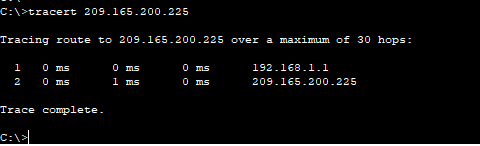 C:\>tracert 209.165.200.225
Tracing route to 209.165.200.225 over a maximum of 30 hops:
1 0 ms 0 ms 0 ms 192.168.1.1
2 0 ms 1 ms 0 ms 209.165.200.225
Trace complete.
C:\>